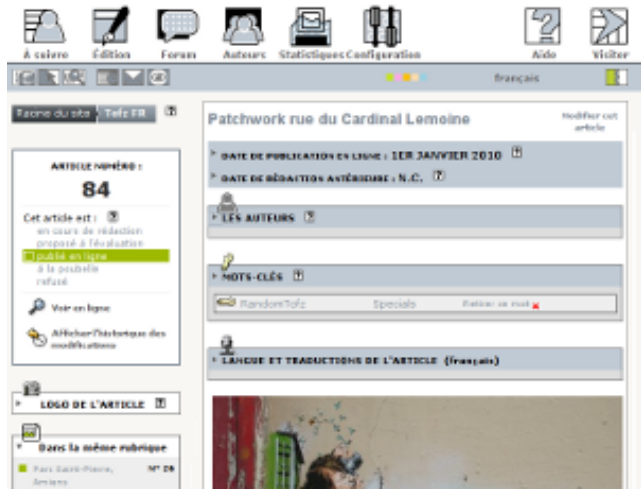 À suivre Édition Forum Auteurs Statistiques Configuration Aide Visiter
français
Racine du site Tofz FR
Patchwork rue du Cardinal Lemoine
Modifier cet
article
DATE DE PUBLICATION EN LIGNE : 1ER JANVIER 2010
DATE DE RÉDACTION ANTÉRIEURE : N.C.
ARTICLE NUMÉRO :
84
Cet article est :
en cours de rédaction
proposé à l'évaluation
publié en ligne
à la poubelle
refusé
Voir en ligne
Afficher l'historique des
modifications
LES AUTEURS
MOTS-CLÉS
RandomTofz Specials Retirer ce mot
LANGUE ET TRADUCTIONS DE L'ARTICLE (français)
LOGO DE L'ARTICLE
Dans la même rubrique
Parc Saint-Pierre, N° 26
Amiens